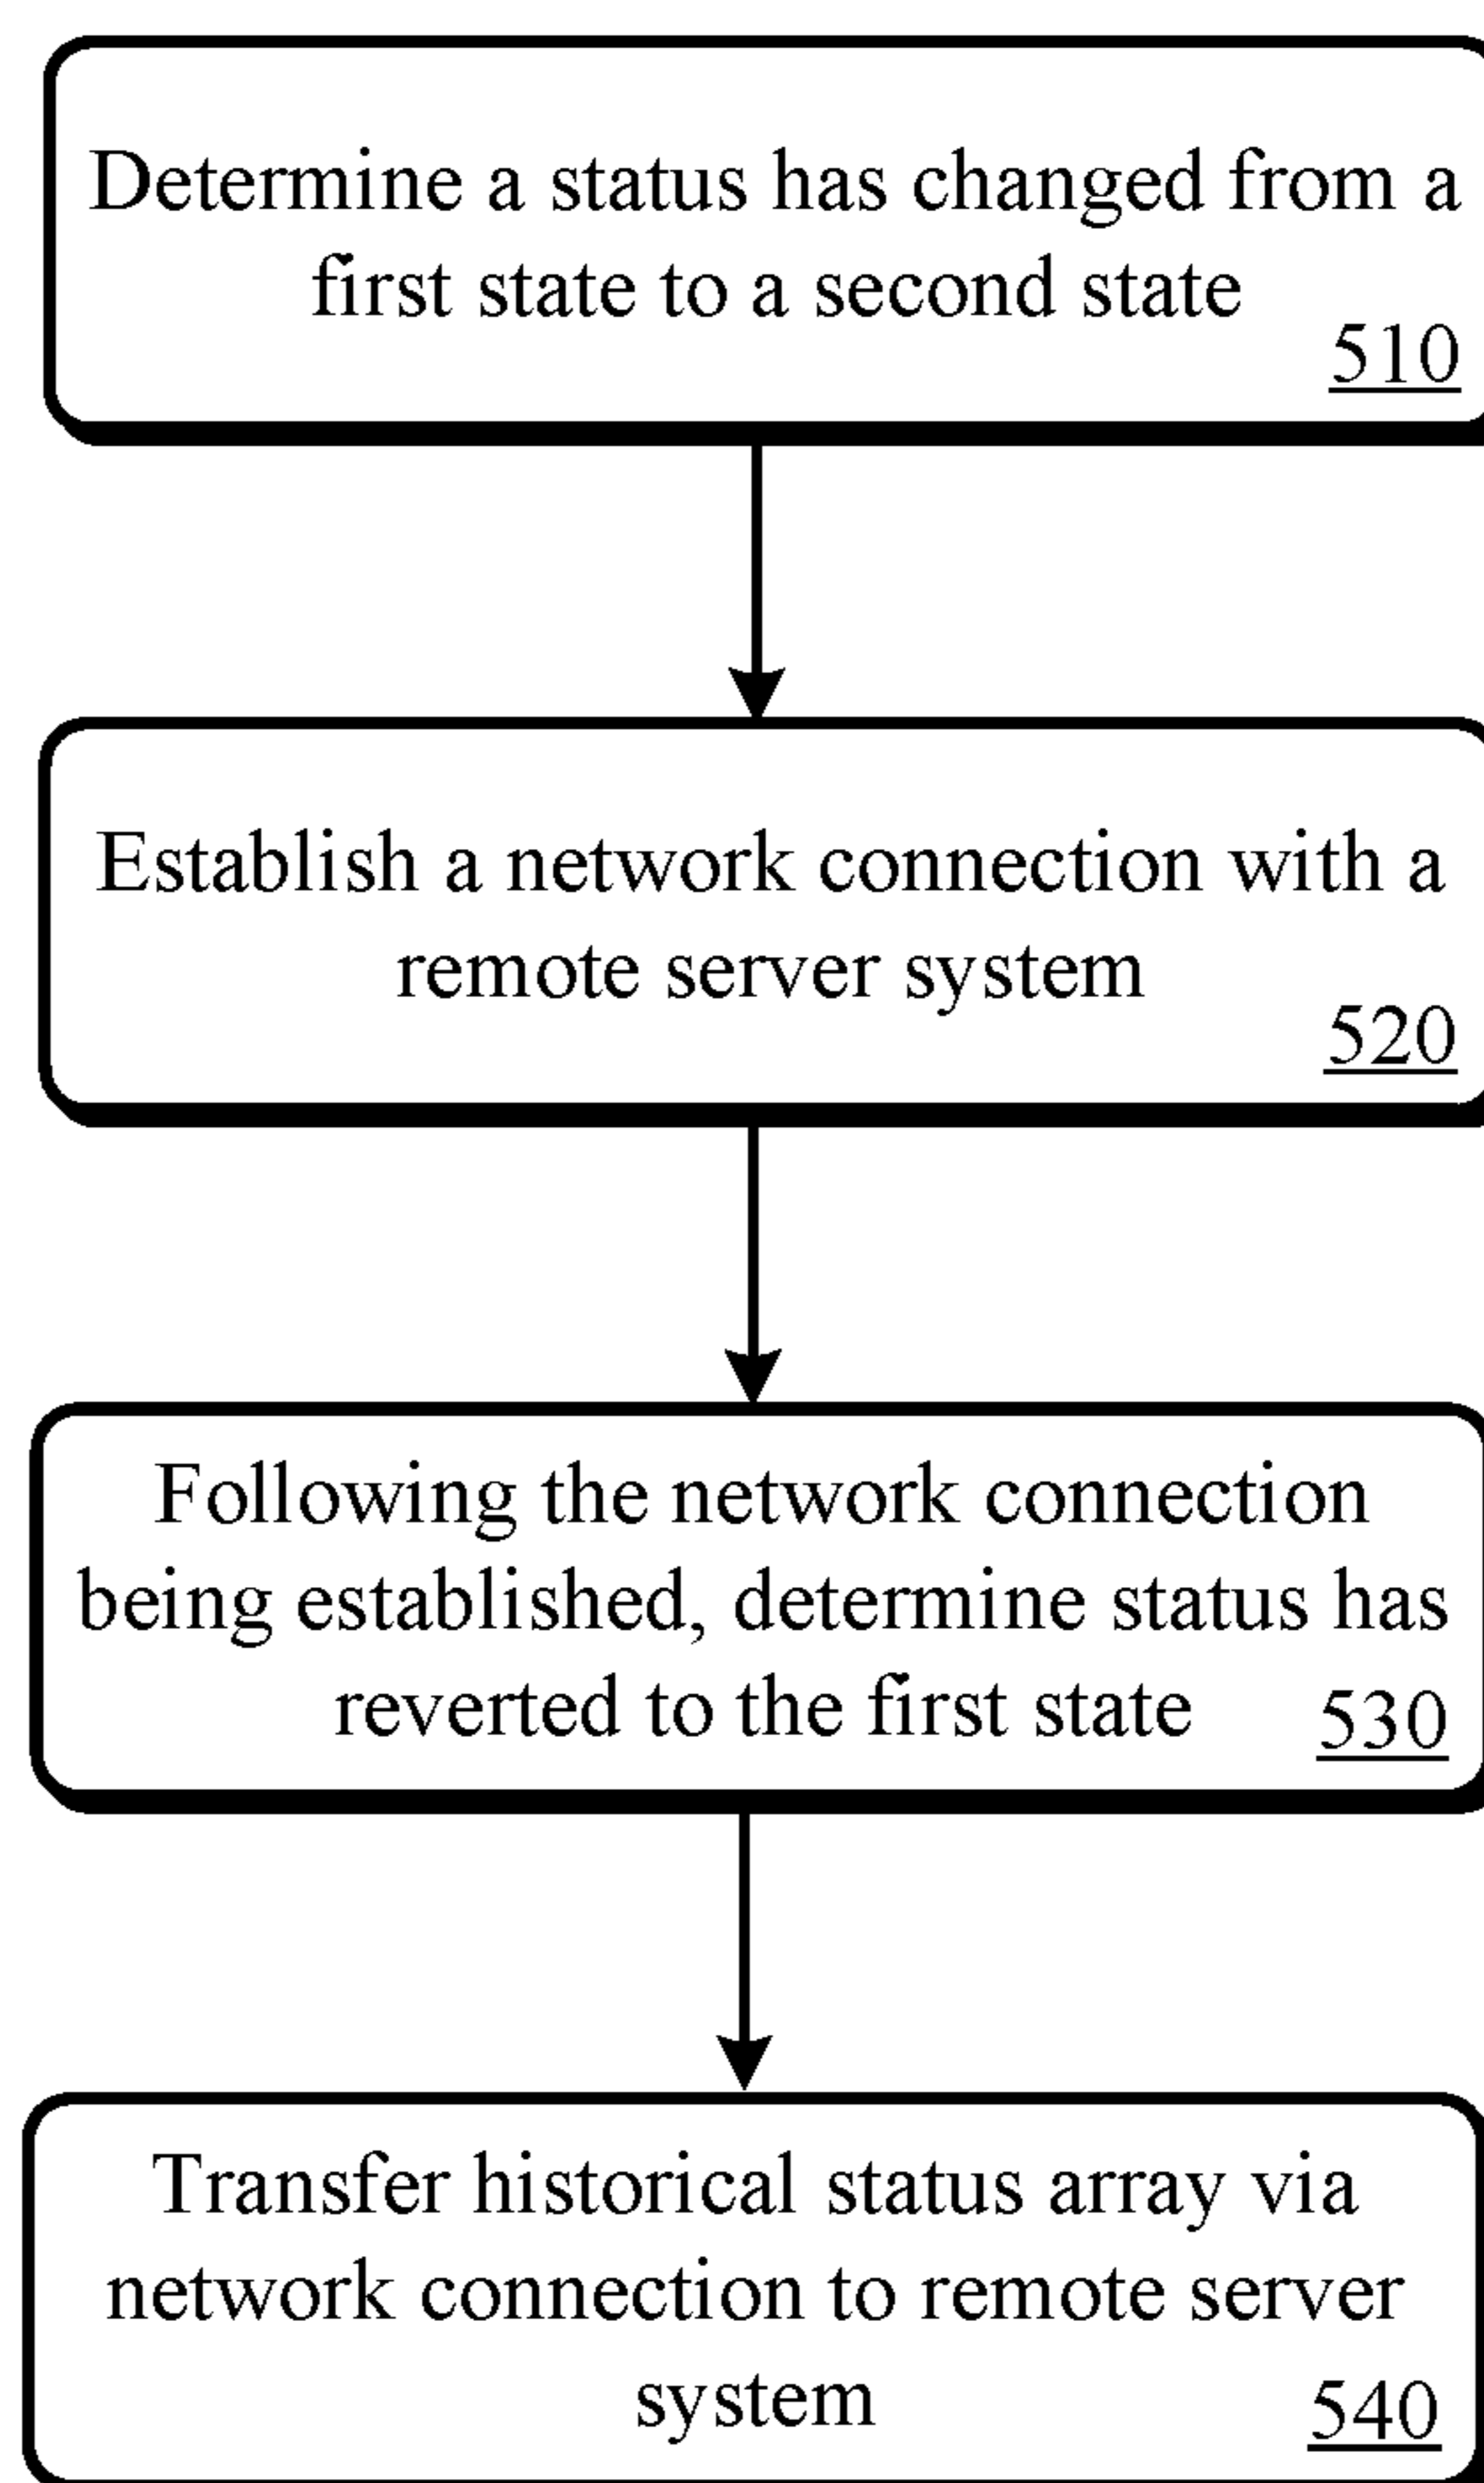 Determine a status has changed from a
first state to a second state
510
Establish a network connection with a
remote server system
520
Following the network connection
being established, determine status has
reverted to the first state
530
Transfer historical status array via
network connection to remote server
system
540